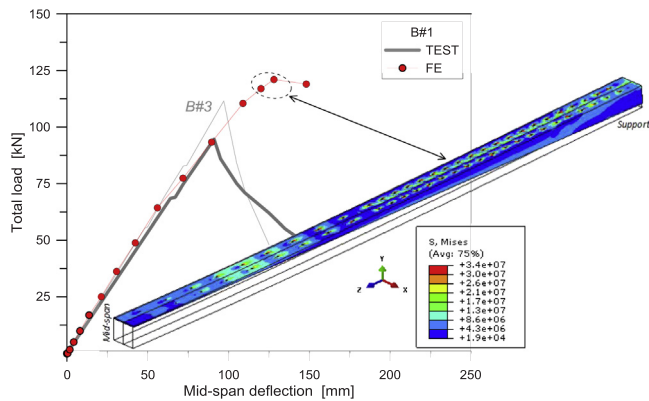 B#1
TEST
FE
150
125
100
75
50
25
0
Total load [kN]
B#3
Support
Mid-span
S, Mises
(Avg: 75%)
+3.4e+07
+3.0e+07
+2.6e+07
+2.1e+07
+1.7e+07
+1.3e+07
+8.6e+06
+4.3e+06
+1.9e+04
Y
Z
X
0
50
100
150
200
250
Mid-span deflection [mm]